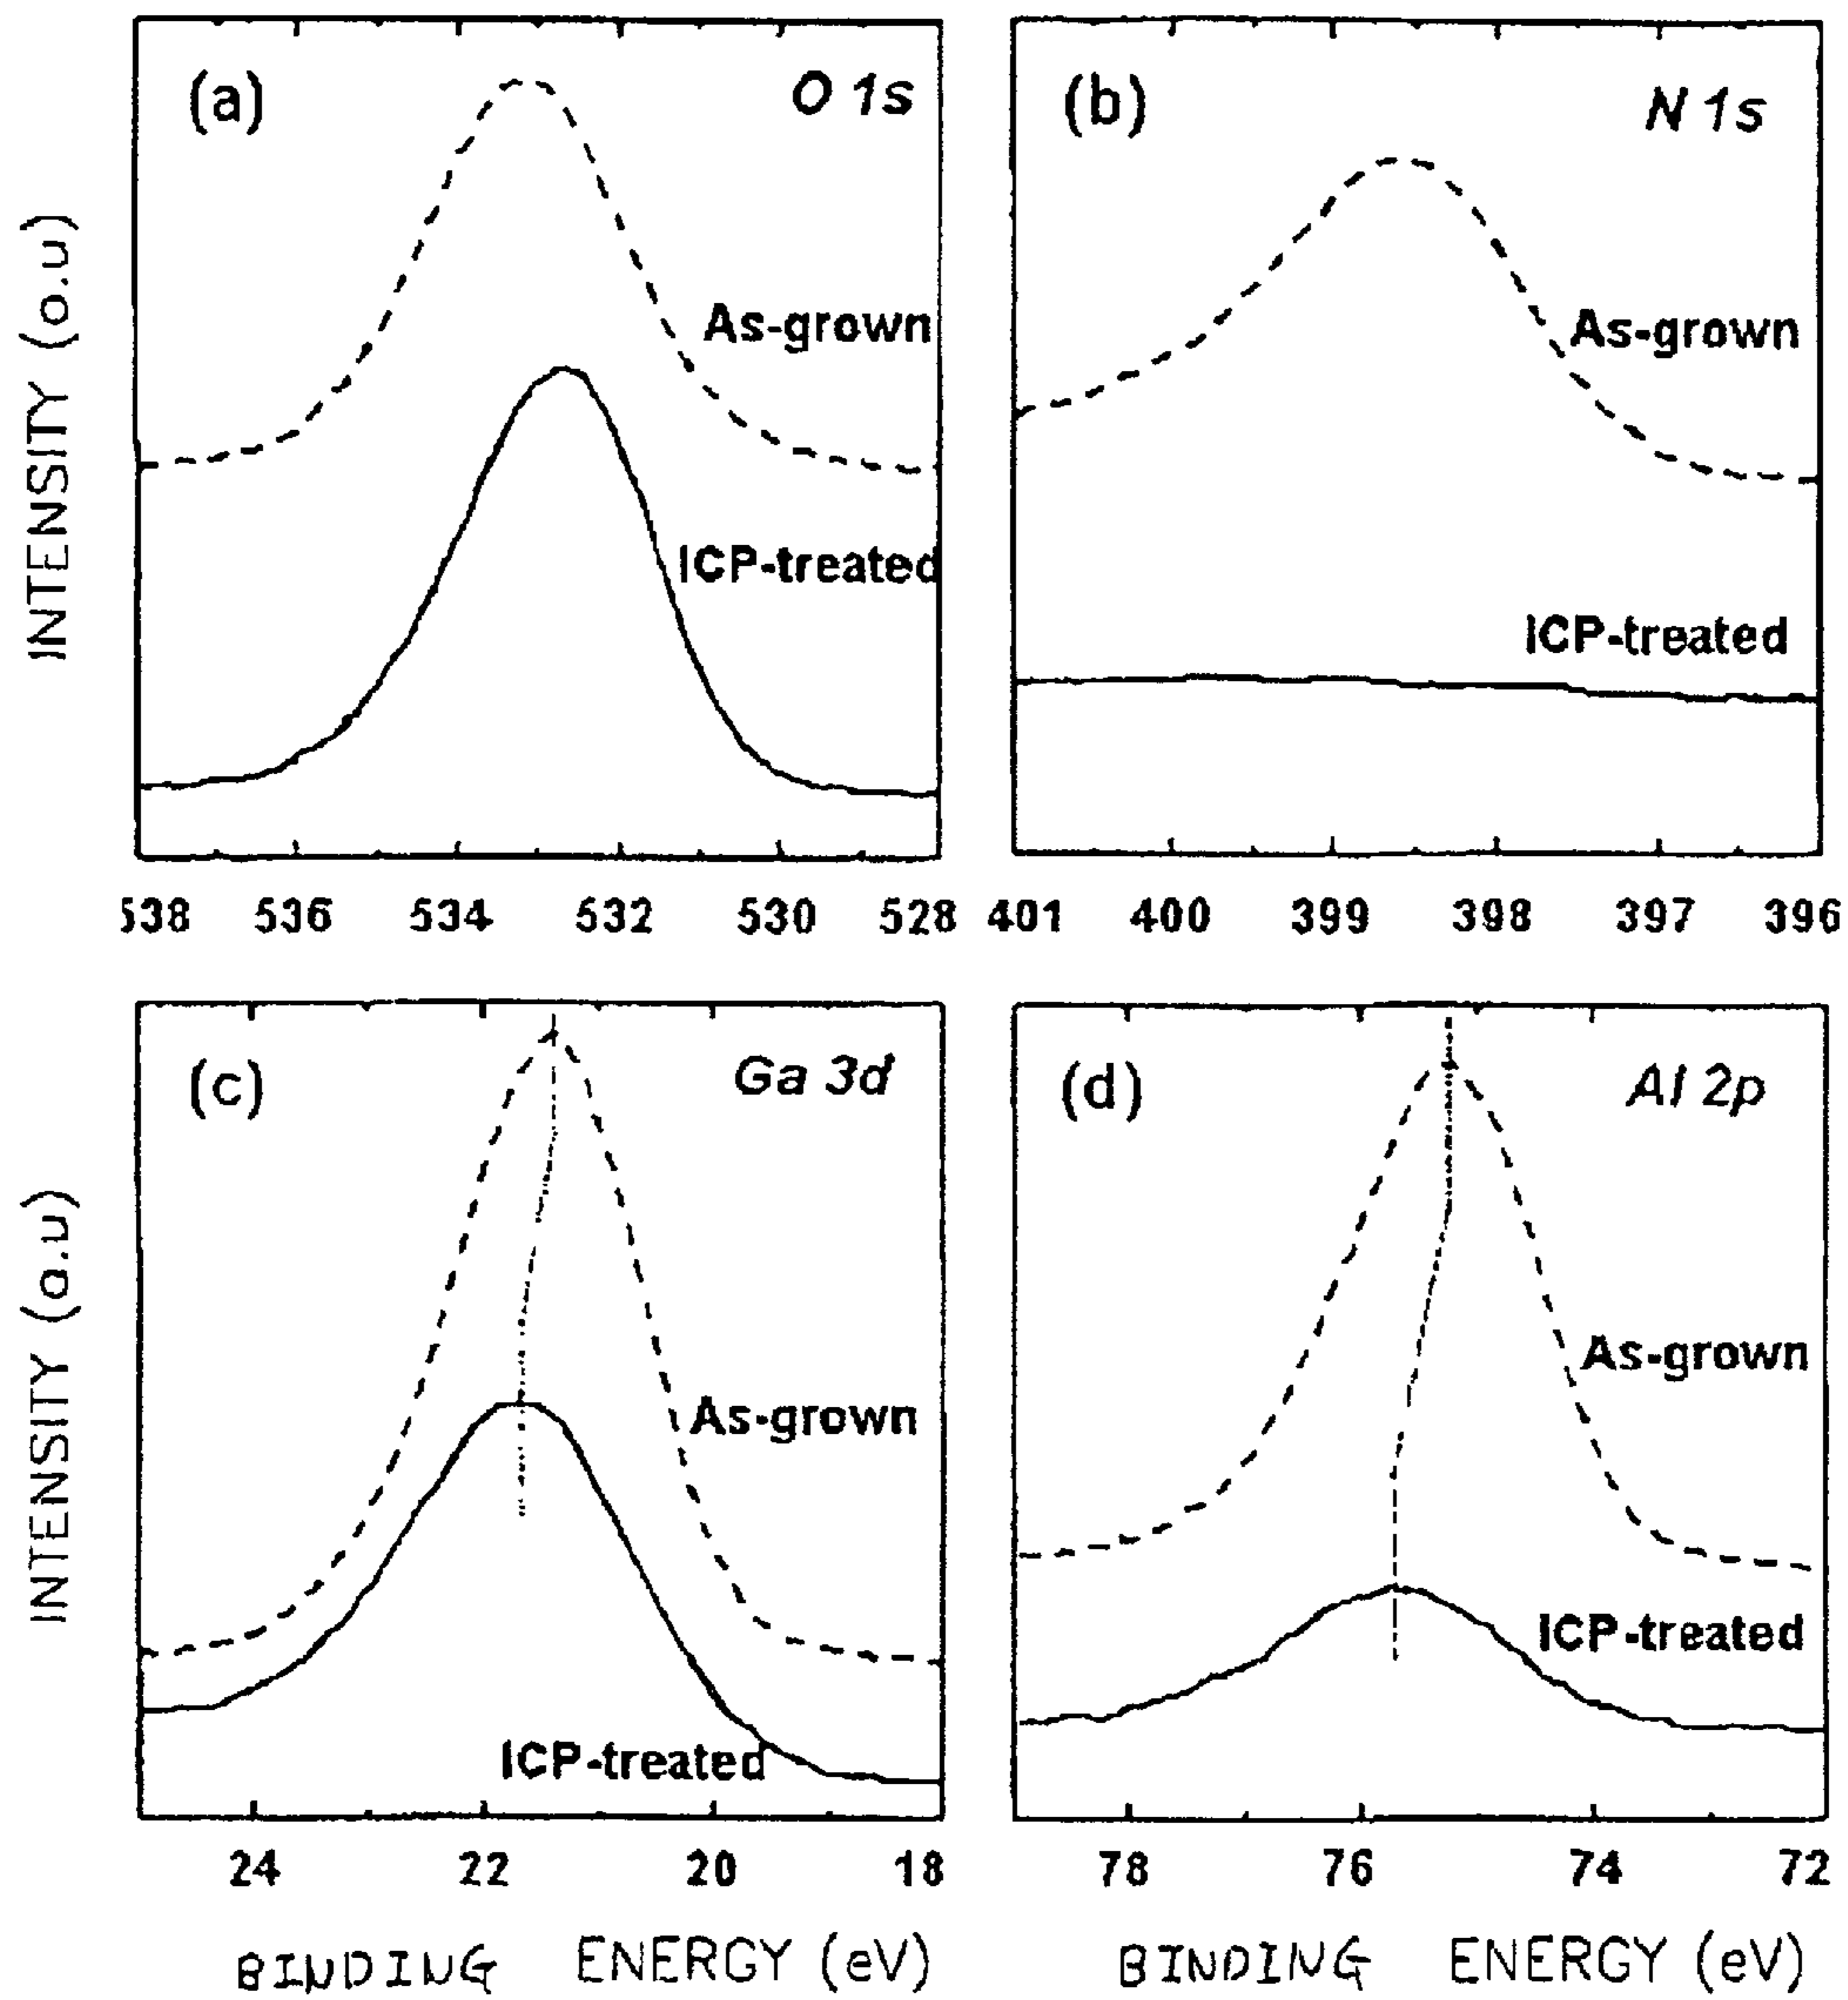 (a) O 1s
As-grown
ICP-treated
INTENSITY (a.u)
538 536 534 532 530 528
(b) N 1s
As-grown
ICP-treated
401 400 399 398 397 396
(c) Ga 3d
As-grown
ICP-treated
INTENSITY (a.u)
24 22 20 18
BINDING ENERGY (eV)
(d) Al 2p
As-grown
ICP-treated
78 76 74 72
BINDING ENERGY (eV)